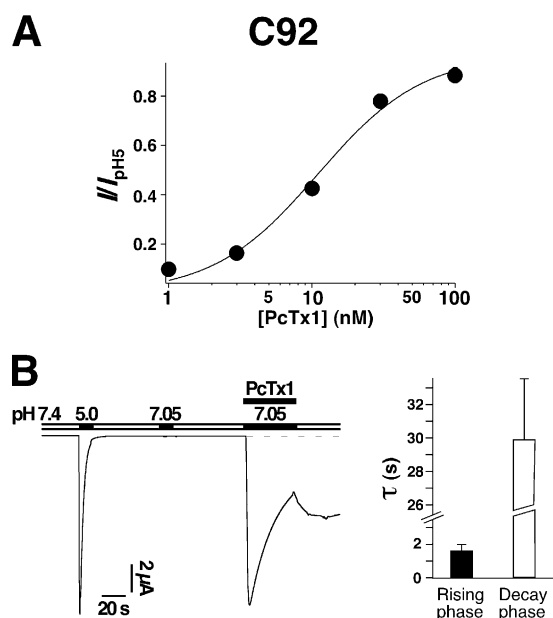 A
C92
I/IpH5
0.8
0.6
0.4
0.2
1 5 10 50 100
[PcTx1] (nM)
B
PcTx1
pH 7.4 5.0 7.05 7.05
2 µA
20 s
τ (s)
32
30
28
26
2
0
Rising phase
Decay phase